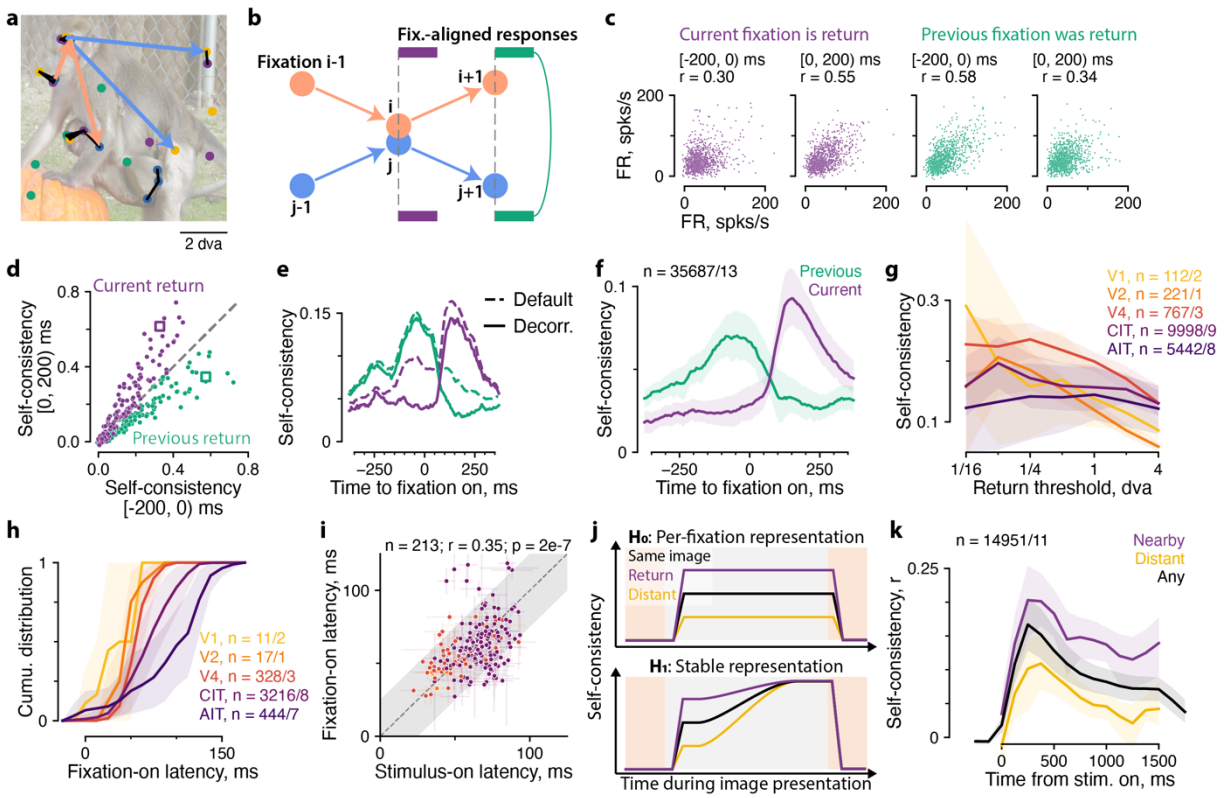 a
2 dva
b
Fix.-aligned responses
Fixation i-1
i+1
i
j
j-1
j+1
c
Current fixation is return
Previous fixation was return
[-200, 0) ms
r = 0.30
[0, 200) ms
r = 0.55
[-200, 0) ms
r = 0.58
[0, 200) ms
r = 0.34
FR, spks/s
200
0
0 200
0 200
0 200
0 200
FR, spks/s
d
Current return
Self-consistency
[0, 200) ms
0.8
0.4
0.0
Previous return
0.0 0.4 0.8
Self-consistency
[-200, 0) ms
e
Default
Decorr.
Self-consistency
0.15
0
−250 0 250
Time to fixation on, ms
f
n = 35687/13
Previous
Current
Self-consistency
0.1
0
−250 0 250
Time to fixation on, ms
g
V1, n = 112/2
V2, n = 221/1
V4, n = 767/3
CIT, n = 9998/9
AIT, n = 5442/8
Self-consistency
0.3
0.1
1/16 1/4 1 4
Return threshold, dva
h
Cumu. distribution
1
0
V1, n = 11/2
V2, n = 17/1
V4, n = 328/3
CIT, n = 3216/8
AIT, n = 444/7
0 150
Fixation-on latency, ms
i
n = 213; r = 0.35; p = 2e-7
Fixation-on latency, ms
100
0
0 100
Stimulus-on latency, ms
j
H₀: Per-fixation representation
Same image
Return
Distant
Self-consistency
H₁: Stable representation
Time during image presentation
k
n = 14951/11
Nearby
Distant
Any
Self-consistency, r
0.25
0
0 500 1000 1500
Time from stim. on, ms